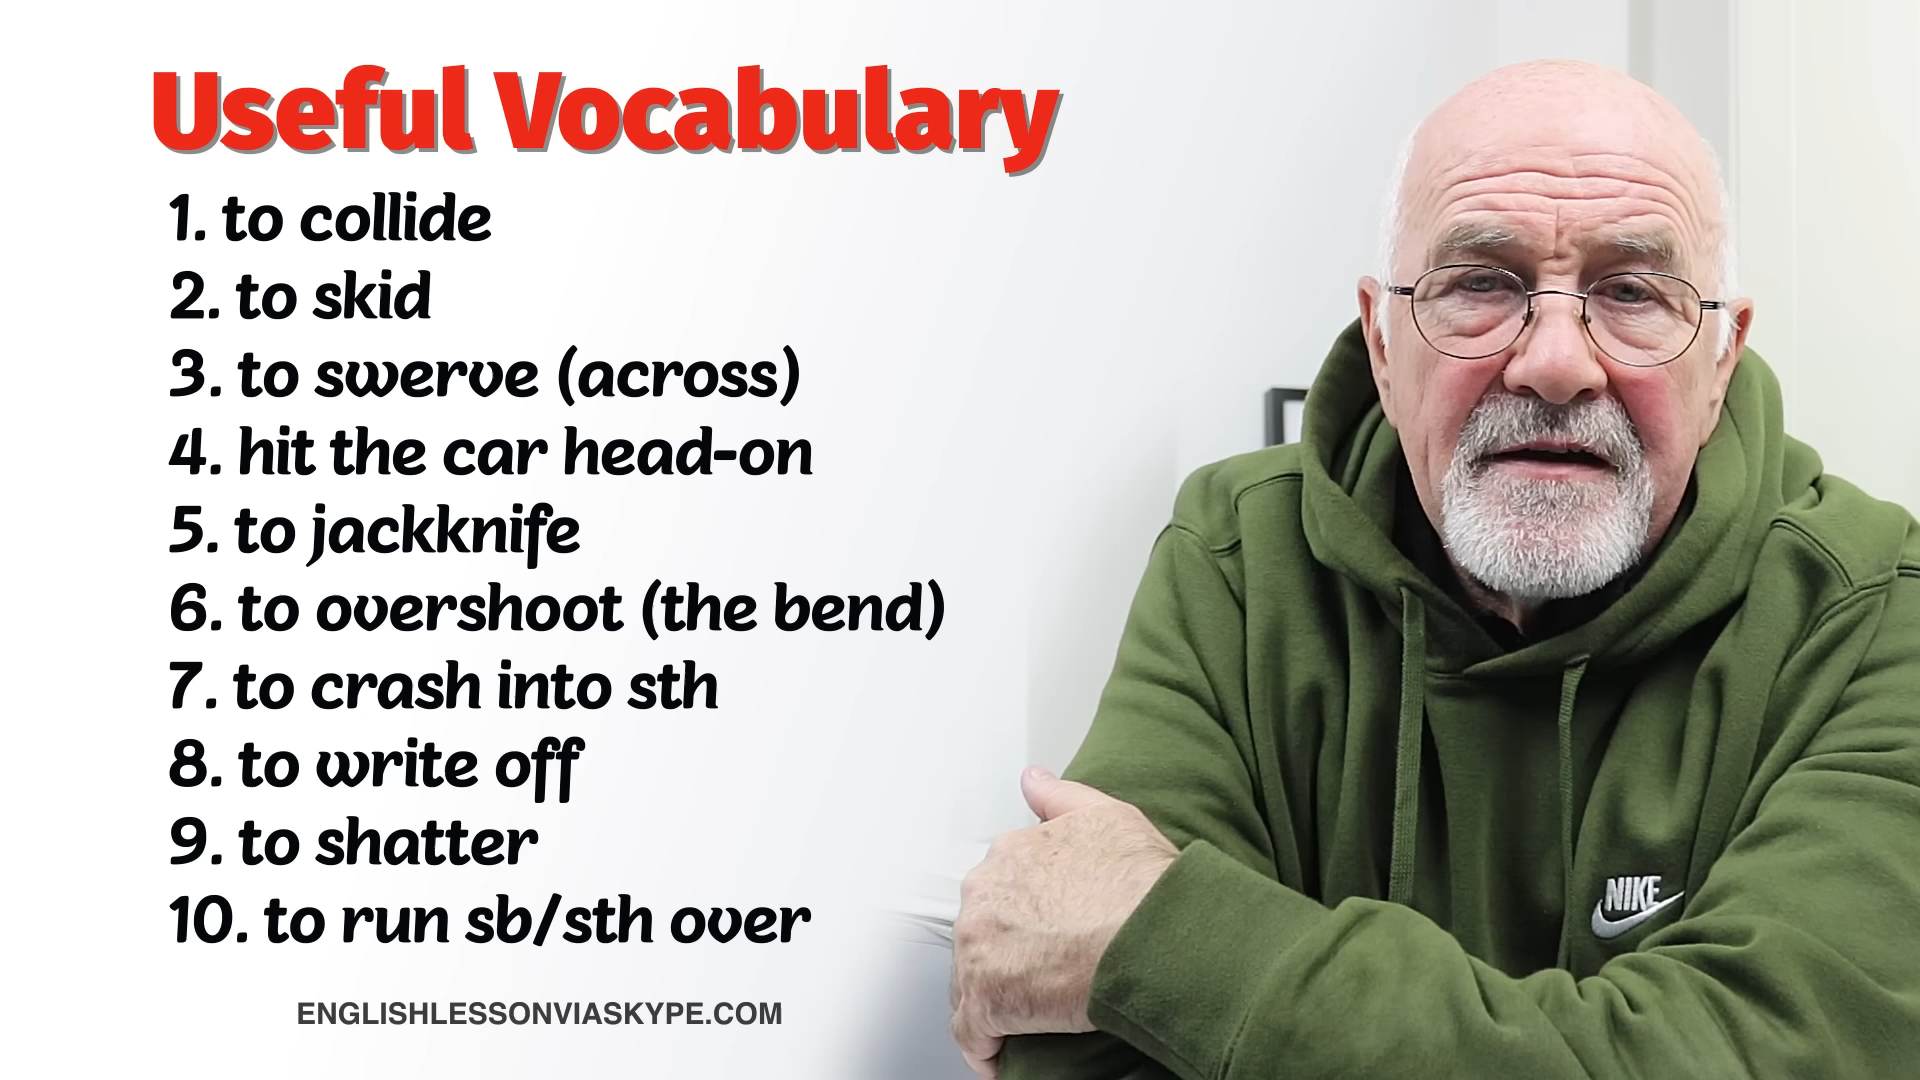 Useful Vocabulary
1. to collide
2. to skid
3. to swerve (across)
4. hit the car head-on
5. to jackknife
6. to overshoot (the bend)
7. to crash into sth
8. to write off
9. to shatter
10. to run sb/sth over
ENGLISHLESSONVIASKYPE.COM
NIKE